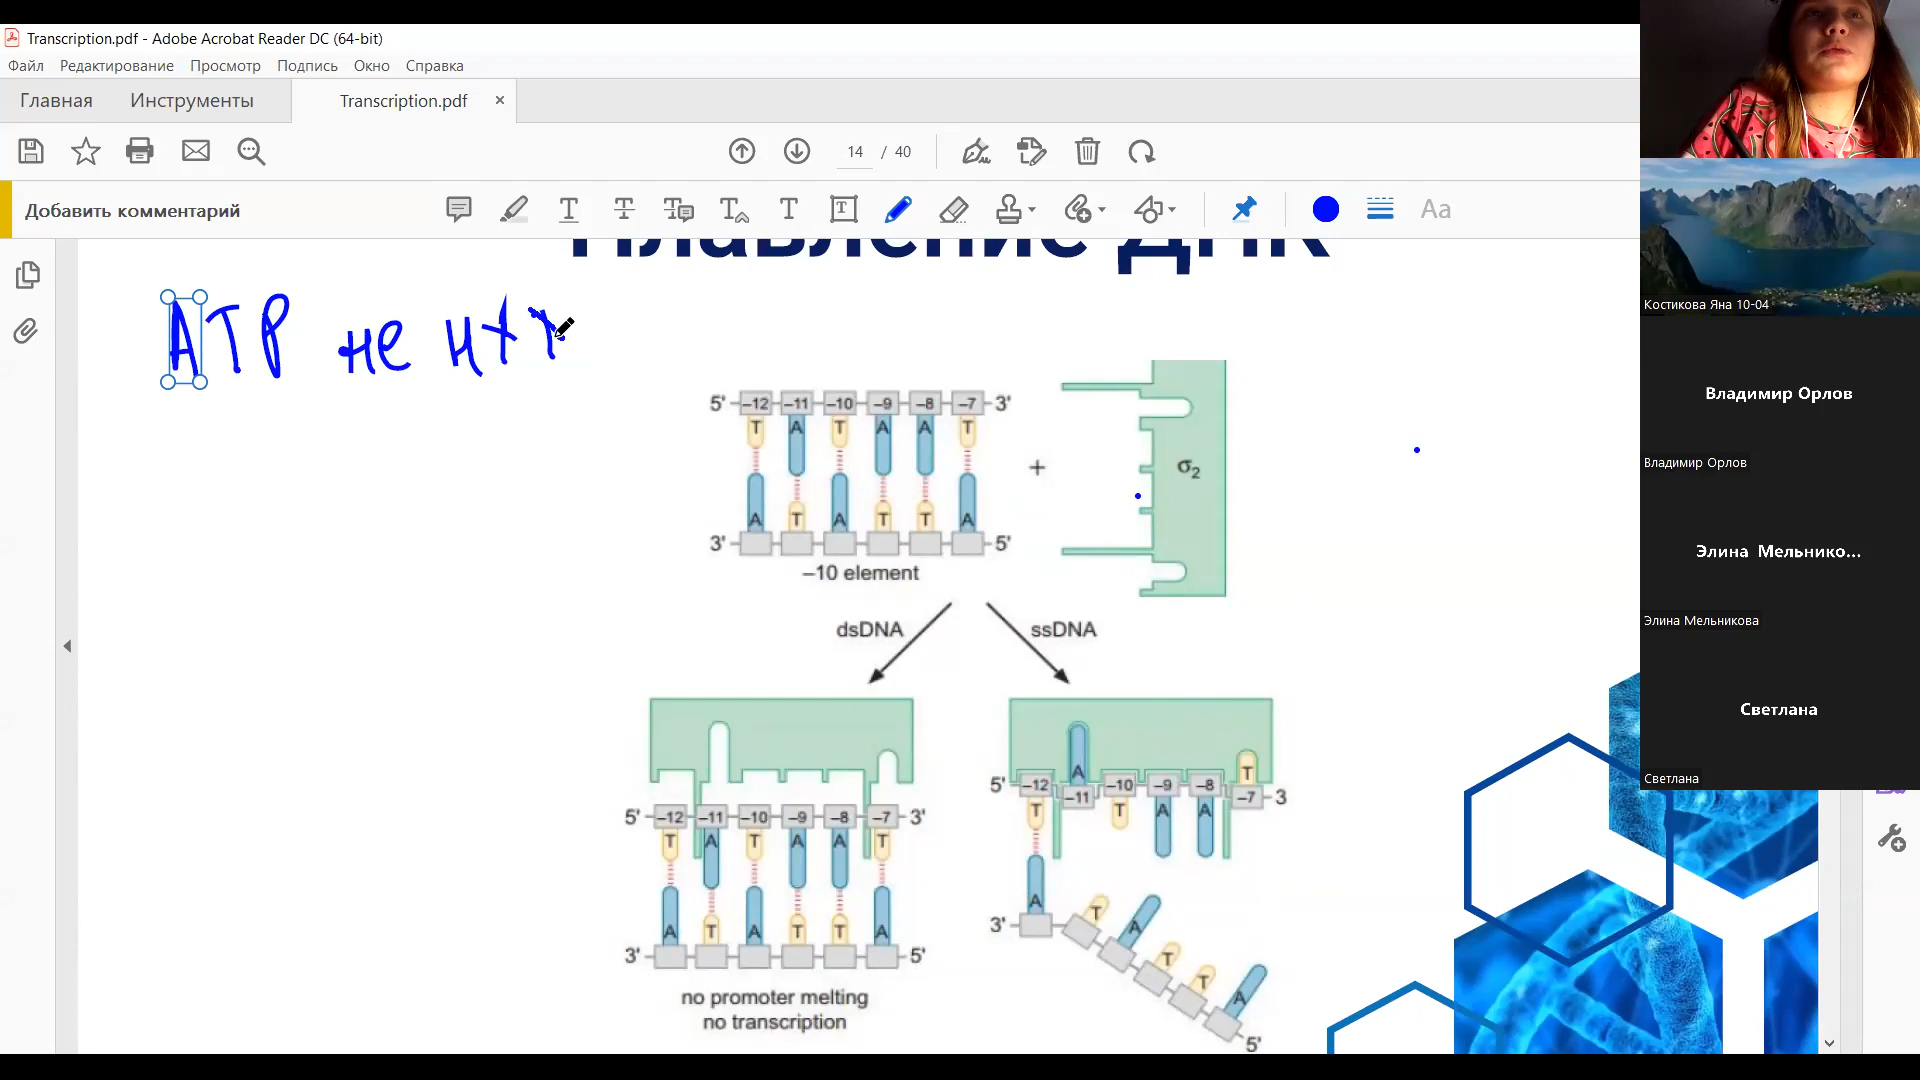 Transcription.pdf - Adobe Acrobat Reader DC (64-bit)
Файл Редактирование Просмотр Подпись Окно Справка
Главная Инструменты Transcription.pdf ×
14 / 40
Добавить комментарий
Aa
Плавление ДНК
АТР не
5' –12 –11 –10 –9 –8 –7 3'
T A T A A T
A T A T T A
3' 5'
–10 element
+
σ2
dsDNA
ssDNA
5' –12 –11 –10 –9 –8 –7 3'
T A T A A T
A T A T T A
3' 5'
no promoter melting
no transcription
A T
5' –12 –11 –10 –9 –8 –7 3
T T A A
A
3' T A T T A
5'
Костикова Яна 10-04
Владимир Орлов
Владимир Орлов
Элина Мельнико...
Элина Мельникова
Светлана
Светлана